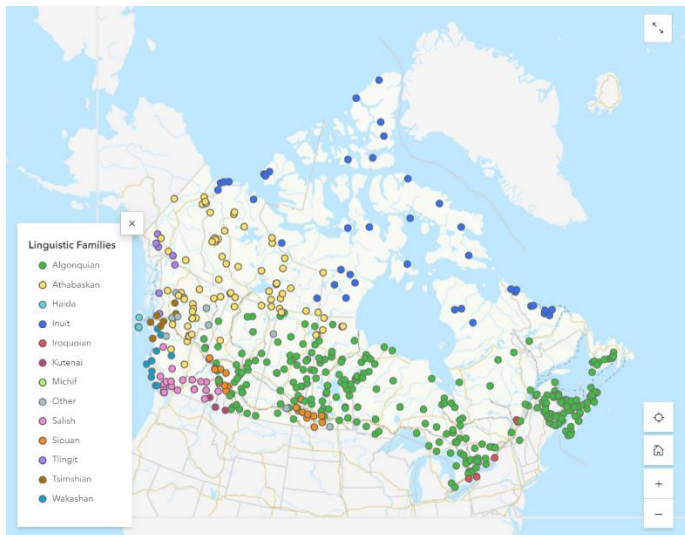 Linguistic Families
Algonquian
Athabaskan
Haida
Inuit
Iroquoian
Kutenai
Michif
Other
Salish
Siouan
Tlingit
Tsimshian
Wakashan